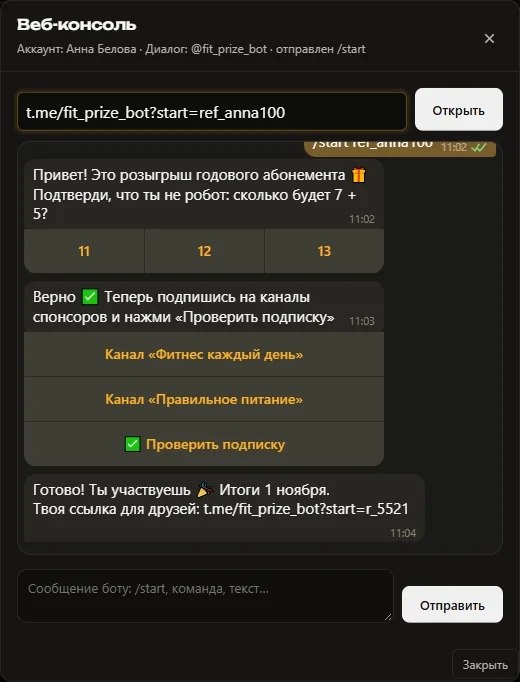 Веб-консоль
Аккаунт: Анна Белова · Диалог: @fit_prize_bot · отправлен /start
t.me/fit_prize_bot?start=ref_anna100
Открыть
/start ref_anna100 11:02
Привет! Это розыгрыш годового абонемента 🎁
Подтверди, что ты не робот: сколько будет 7 +
5?
11:02
11 12 13
Верно ✅ Теперь подпишись на каналы
спонсоров и нажми «Проверить подписку» 11:03
Канал «Фитнес каждый день»
Канал «Правильное питание»
✅ Проверить подписку
Готово! Ты участвуешь 🎉 Итоги 1 ноября.
Твоя ссылка для друзей: t.me/fit_prize_bot?start=r_5521
11:04
Сообщение боту: /start, команда, текст…
Отправить
Закрыть